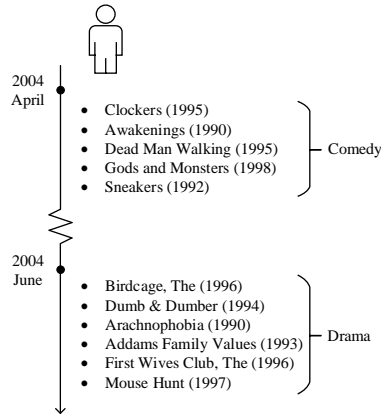 2004
April
• Clockers (1995)
• Awakenings (1990)
• Dead Man Walking (1995)
• Gods and Monsters (1998)
• Sneakers (1992)
Comedy
2004
June
• Birdcage, The (1996)
• Dumb & Dumber (1994)
• Arachnophobia (1990)
• Addams Family Values (1993)
• First Wives Club, The (1996)
• Mouse Hunt (1997)
Drama